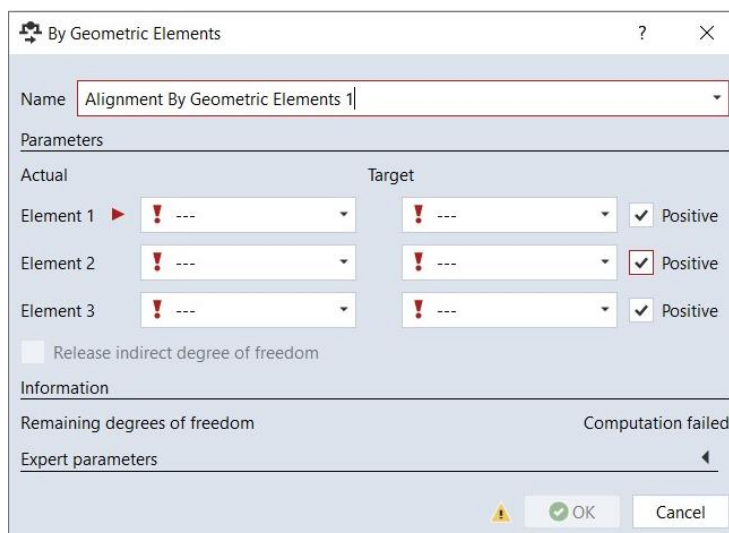 By Geometric Elements ?
Name Alignment By Geometric Elements 1
Parameters
Actual Target
Element 1 --- --- Positive
Element 2 --- --- Positive
Element 3 --- --- Positive
Release indirect degree of freedom
Information
Remaining degrees of freedom Computation failed
Expert parameters
OK Cancel